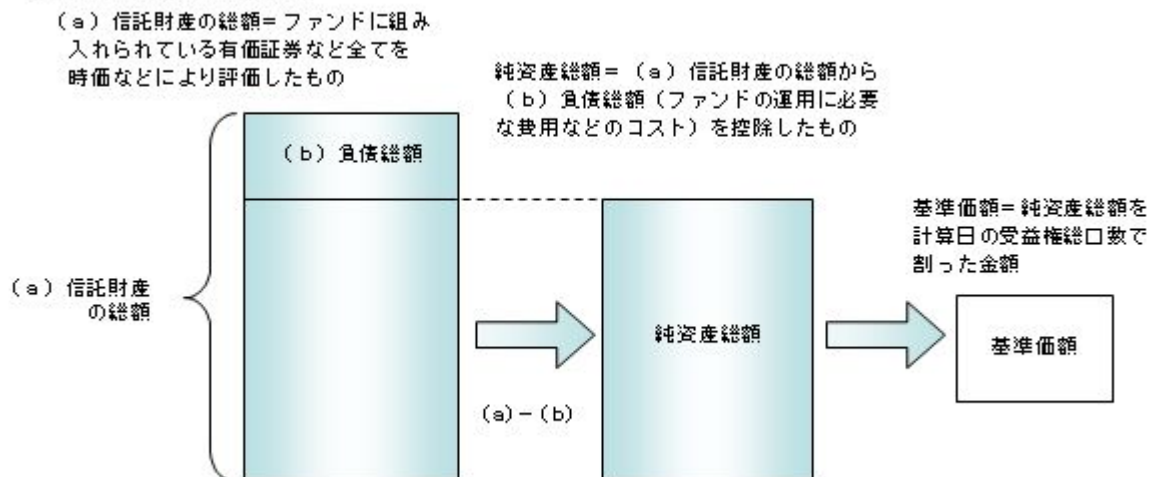 （a）信託財産の総額＝ファンドに組み
入れられている有価証券など全てを
時価などにより評価したもの
純資産総額＝（a）信託財産の総額から
（b）負債総額（ファンドの運用に必要
な費用などのコスト）を控除したもの
（b）負債総額
基準価額＝純資産総額を
計算日の受益権総口数で
割った金額
（a）信託財産
の総額
純資産総額
基準価額
（a）－（b）